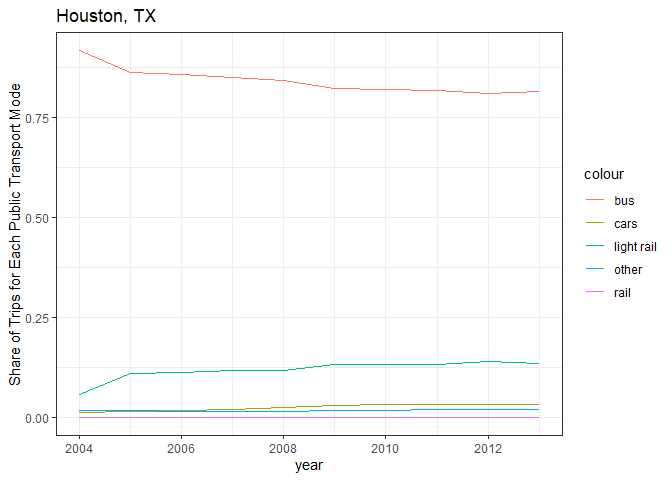 Houston, TX
Share of Trips for Each Public Transport Mode
0.75
0.50
0.25
0.00
2004 2006 2008 2010 2012
year
colour
bus
cars
light rail
other
rail